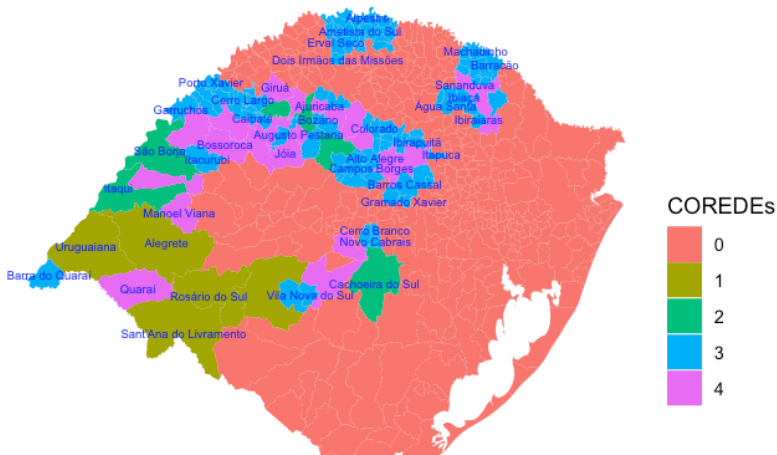 Alpestre
Ametista do Sul
Erval Seco
Dois Irmãos das Missões
Machadinho
Barracão
Sananduva
Ibiaçá
Água Santa
Ibiraiaras
Porto Xavier
Giruá
Cerro Largo
Garruchos
Caibaté
Ajuricaba
Bozano
Augusto Pestana
Colorado
Bossoroca
São Borja
Itacurubi
Jóia
Ibirapuitã
Alto Alegre
Itapuca
Campos Borges
Barros Cassal
Gramado Xavier
Itaqui
Manoel Viana
Cerro Branco
Novo Cabrais
Uruguaiana
Alegrete
Barra do Quaraí
Quaraí
Rosário do Sul
Vila Nova do Sul
Cachoeira do Sul
Sant'Ana do Livramento
COREDEs
0
1
2
3
4